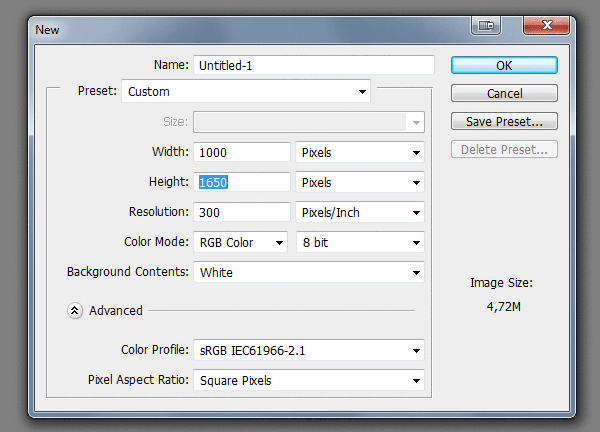 New
Name: Untitled-1
OK
Preset: Custom
Cancel
Size:
Save Preset...
Width: 1000 Pixels
Delete Preset...
Height: 1650 Pixels
Resolution: 300 Pixels/Inch
Color Mode: RGB Color 8 bit
Background Contents: White
Image Size:
4,72M
Advanced
Color Profile: sRGB IEC61966-2.1
Pixel Aspect Ratio: Square Pixels